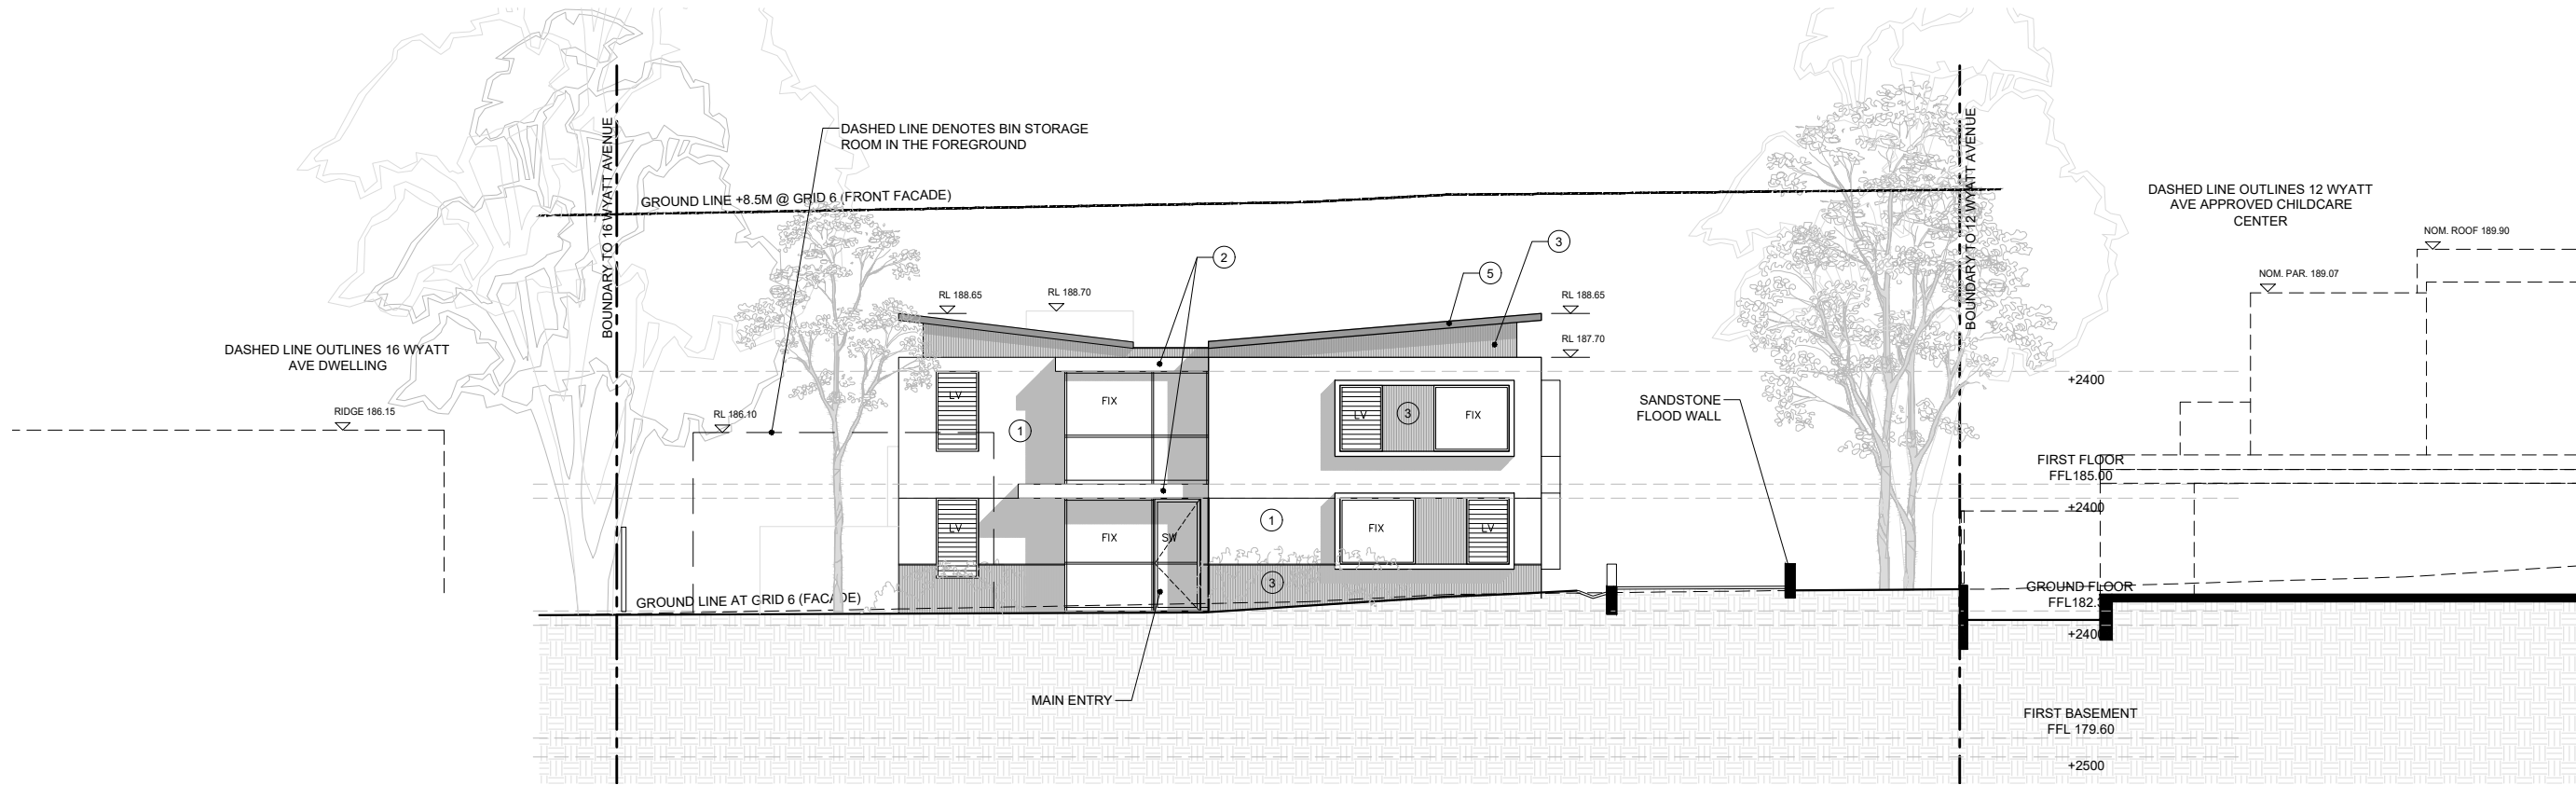 DASHED LINE DENOTES BIN STORAGE
ROOM IN THE FOREGROUND
BOUNDARY TO 16 WYATT AVENUE
BOUNDARY TO 12 WYATT AVENUE
GROUND LINE +8.5M @ GRID 6 (FRONT FACADE)
DASHED LINE OUTLINES 12 WYATT
AVE APPROVED CHILDCARE
CENTER
NOM. ROOF 189.90
NOM. PAR. 189.07
2
3
5
RL 188.65
RL 188.70
RL 188.65
RL 187.70
DASHED LINE OUTLINES 16 WYATT
AVE DWELLING
RIDGE 186.15
RL 186.10
+2400
LV
FIX
LV
3
FIX
1
SANDSTONE
FLOOD WALL
FIRST FLOOR
FFL185.00
+2400
LV
FIX
SW
1
FIX
LV
3
GROUND LINE AT GRID 6 (FACADE)
GROUND FLOOR
FFL182.
+2400
MAIN ENTRY
FIRST BASEMENT
FFL 179.60
+2500